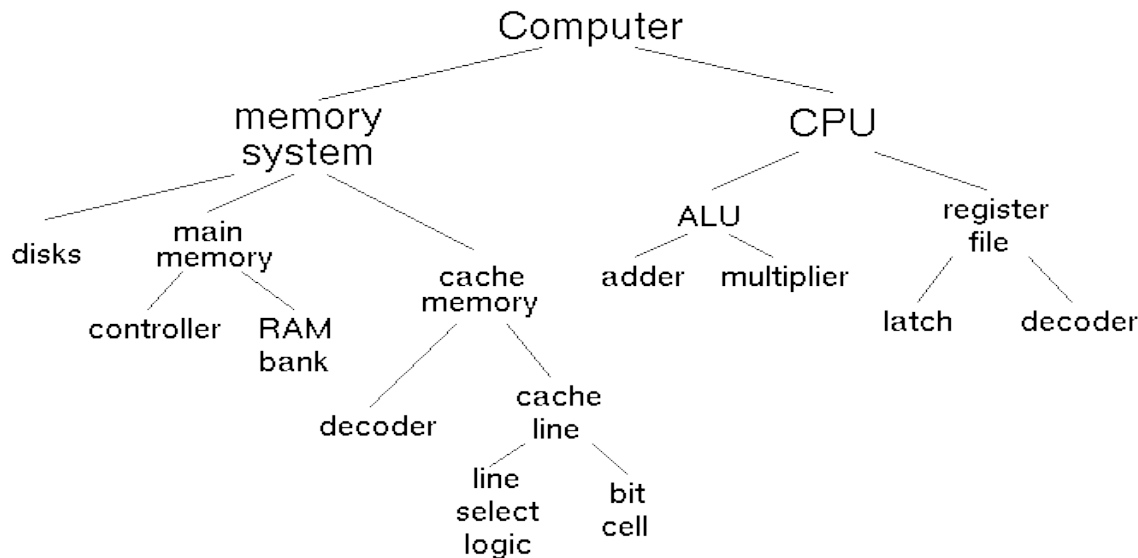 Computer
memory
system
CPU
disks
main
memory
cache
memory
ALU
register
file
controller
RAM
bank
adder
multiplier
latch
decoder
decoder
cache
line
line
select
logic
bit
cell